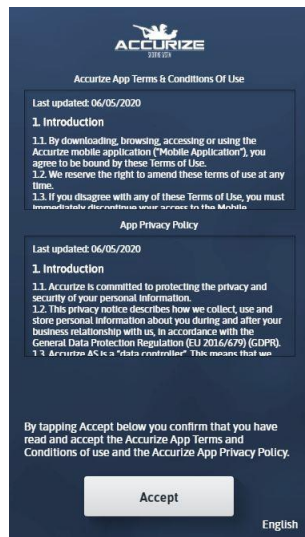 ACCURIZE
Accurize App Terms & Conditions Of Use
Last updated: 06/05/2020
1. Introduction
1.1. By downloading, browsing, accessing or using the
Accurize mobile application ("Mobile Application"), you
agree to be bound by these Terms of Use.
1.2. We reserve the right to amend these terms of use at any
time.
1.3. If you disagree with any of these Terms of Use, you must
immediately discontinue your access to the Mobile
App Privacy Policy
Last updated: 06/05/2020
1. Introduction
1.1. Accurize is committed to protecting the privacy and
security of your personal information.
1.2. This privacy notice describes how we collect, use and
store personal information about you during and after your
business relationship with us, in accordance with the
General Data Protection Regulation (EU 2016/679) (GDPR).
1.3. Accurize AS is a "data controller". This means that we
By tapping Accept below you confirm that you have
read and accept the Accurize App Terms and
Conditions of use and the Accurize App Privacy Policy.
Accept
English